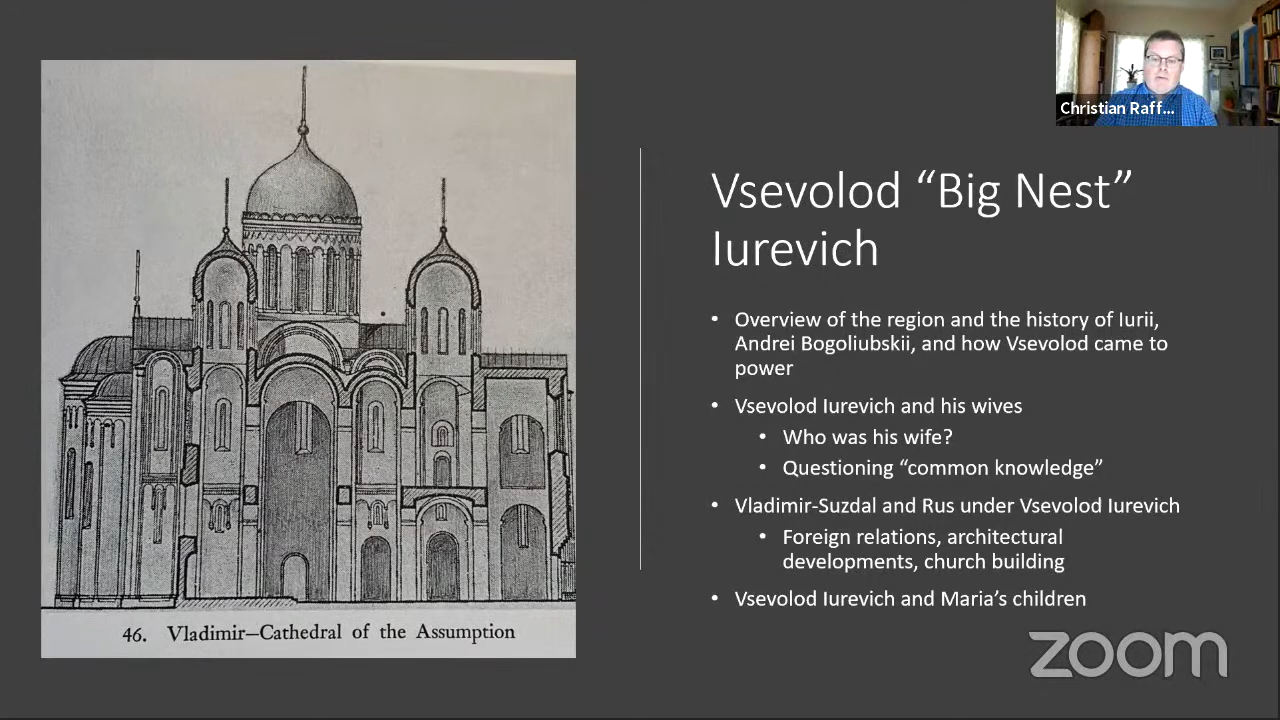 Christian Raff...
Vsevolod “Big Nest”
Iurevich
• Overview of the region and the history of Iurii,
Andrei Bogoliubskii, and how Vsevolod came to
power
• Vsevolod Iurevich and his wives
• Who was his wife?
• Questioning “common knowledge”
• Vladimir-Suzdal and Rus under Vsevolod Iurevich
• Foreign relations, architectural
developments, church building
• Vsevolod Iurevich and Maria’s children
46. Vladimir—Cathedral of the Assumption
zoom